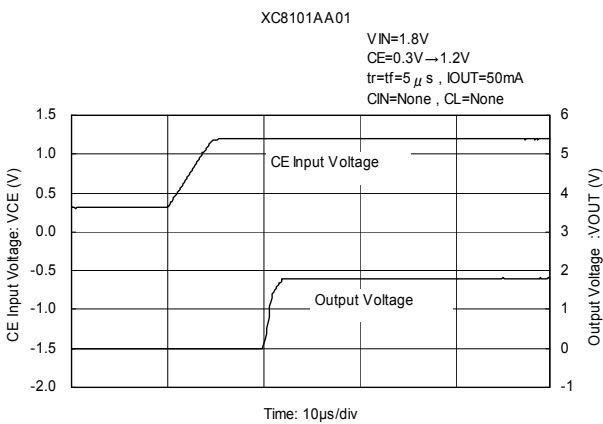 XC8101AA01
VIN=1.8V
CE=0.3V→1.2V
tr=tf=5μs , IOUT=50mA
CIN=None , CL=None
CE Input Voltage: VCE (V)
1.5
1.0
0.5
0.0
-0.5
-1.0
-1.5
-2.0
CE Input Voltage
Output Voltage
6
5
4
3
2
1
0
-1
Output Voltage :VOUT (V)
Time: 10μs/div